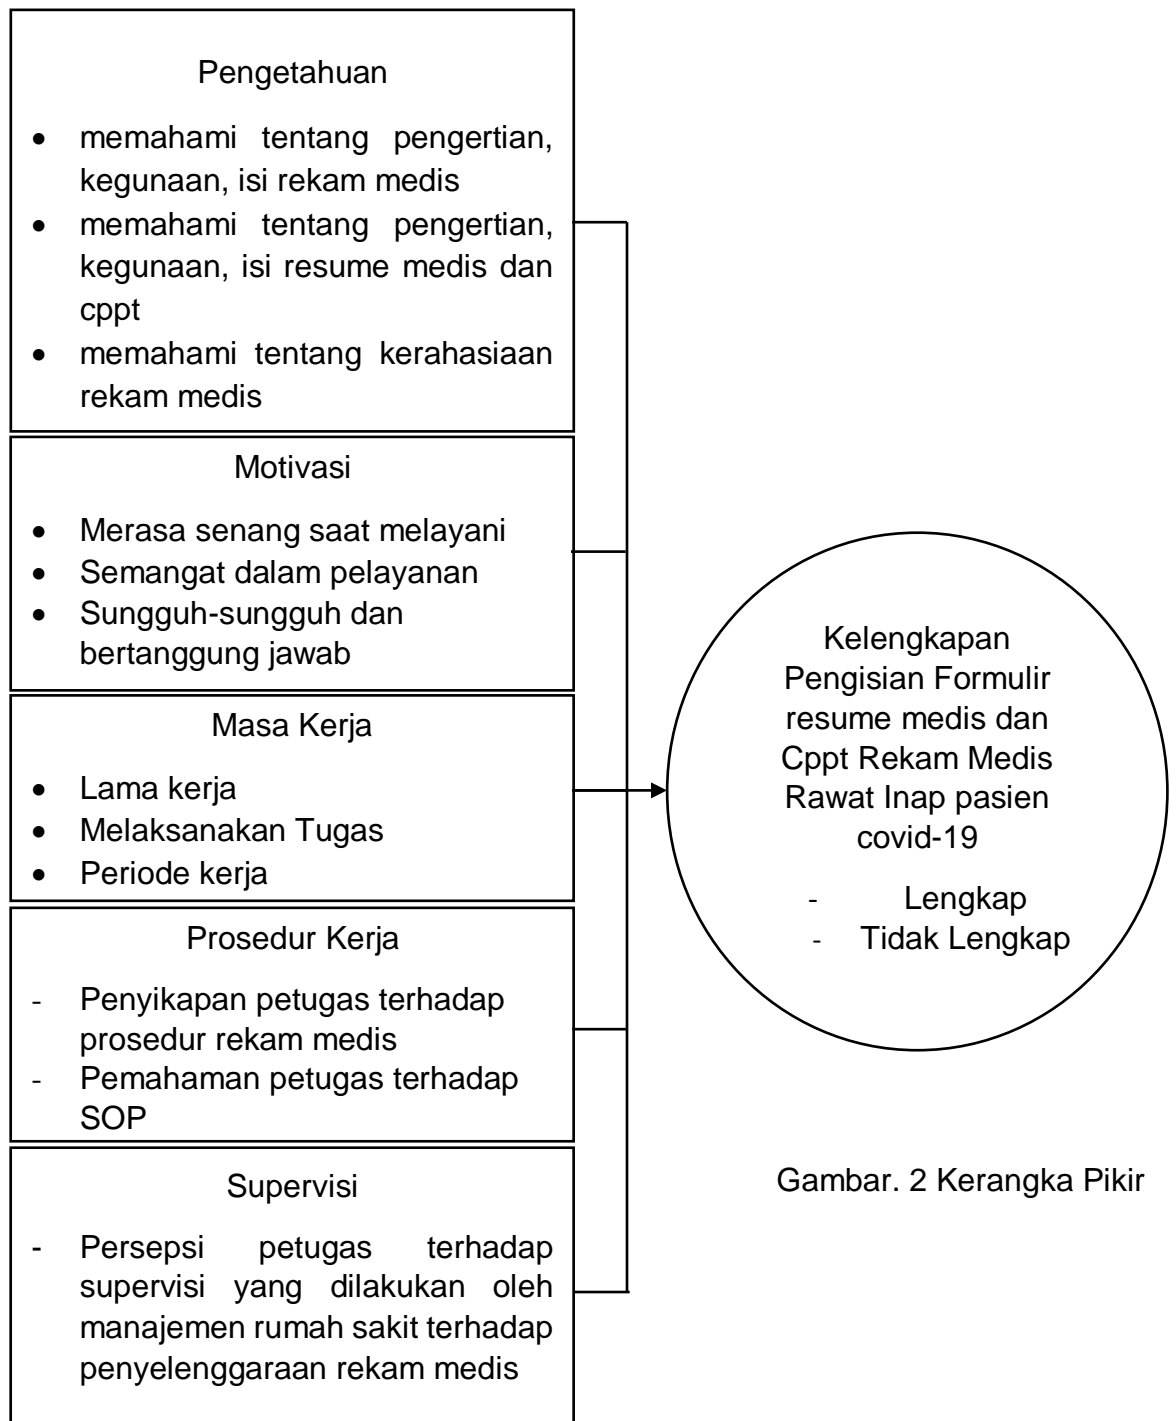 Pengetahuan
• memahami tentang pengertian,
kegunaan, isi rekam medis
• memahami tentang pengertian,
kegunaan, isi resume medis dan
cppt
• memahami tentang kerahasiaan
rekam medis
Motivasi
• Merasa senang saat melayani
• Semangat dalam pelayanan
• Sungguh-sungguh dan
bertanggung jawab
Masa Kerja
• Lama kerja
• Melaksanakan Tugas
• Periode kerja
Prosedur Kerja
- Penyikapan petugas terhadap
prosedur rekam medis
- Pemahaman petugas terhadap
SOP
Supervisi
- Persepsi petugas terhadap
supervisi yang dilakukan oleh
manajemen rumah sakit terhadap
penyelenggaraan rekam medis
Kelengkapan
Pengisian Formulir
resume medis dan
Cppt Rekam Medis
Rawat Inap pasien
covid-19
- Lengkap
- Tidak Lengkap
Gambar. 2 Kerangka Pikir